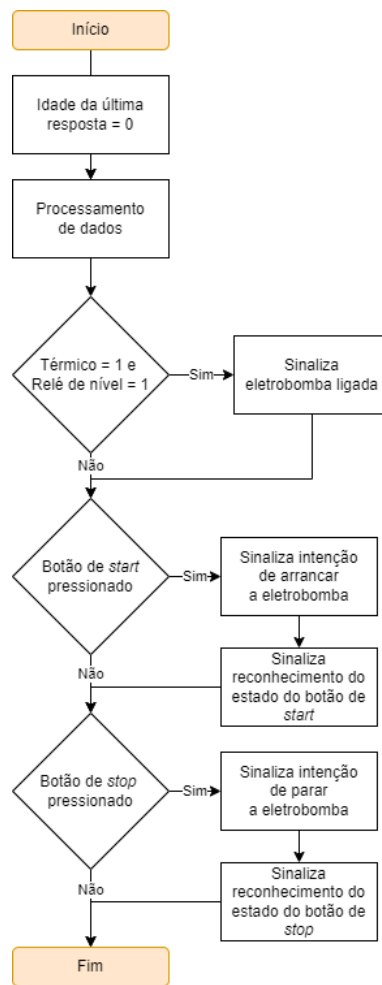 Início
Idade da última
resposta = 0
Processamento
de dados
Térmico = 1 e
Relé de nível = 1
Sim
Sinaliza
eletrobomba ligada
Não
Botão de start
pressionado
Sim
Sinaliza intenção
de arrancar
a eletrobomba
Sinaliza
reconhecimento do
estado do botão de
start
Não
Botão de stop
pressionado
Sim
Sinaliza intenção
de parar
a eletrobomba
Sinaliza
reconhecimento do
estado do botão de
stop
Não
Fim